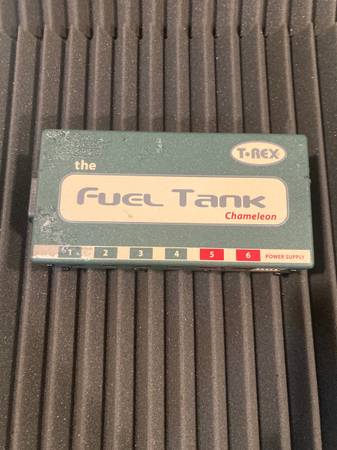 T·REX
the
Fuel Tank
Chameleon
1 2 3 4 5 6 POWER SUPPLY